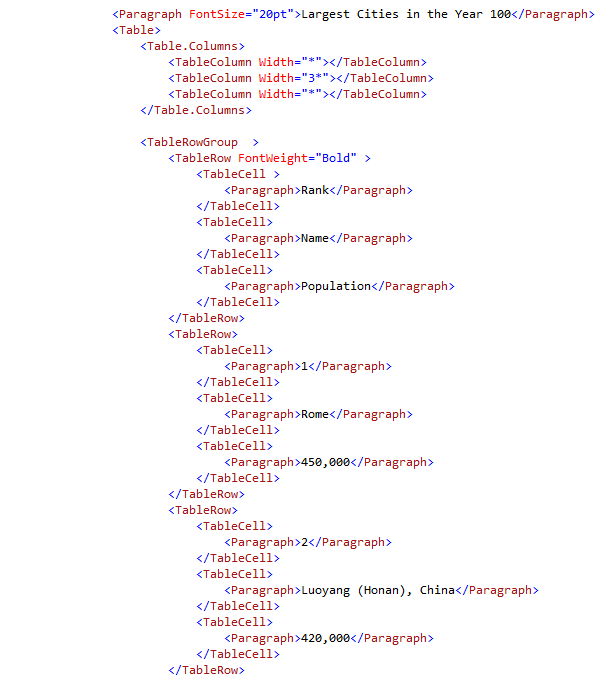 <Paragraph FontSize="20pt">Largest Cities in the Year 100</Paragraph>
<Table>
<Table.Columns>
<TableColumn Width="*"></TableColumn>
<TableColumn Width="3*"></TableColumn>
<TableColumn Width="*"></TableColumn>
</Table.Columns>
<TableRowGroup  >
<TableRow FontWeight="Bold" >
<TableCell >
<Paragraph>Rank</Paragraph>
</TableCell>
<TableCell>
<Paragraph>Name</Paragraph>
</TableCell>
<TableCell>
<Paragraph>Population</Paragraph>
</TableCell>
</TableRow>
<TableRow>
<TableCell>
<Paragraph>1</Paragraph>
</TableCell>
<TableCell>
<Paragraph>Rome</Paragraph>
</TableCell>
<TableCell>
<Paragraph>450,000</Paragraph>
</TableCell>
</TableRow>
<TableRow>
<TableCell>
<Paragraph>2</Paragraph>
</TableCell>
<TableCell>
<Paragraph>Luoyang (Honan), China</Paragraph>
</TableCell>
<TableCell>
<Paragraph>420,000</Paragraph>
</TableCell>
</TableRow>